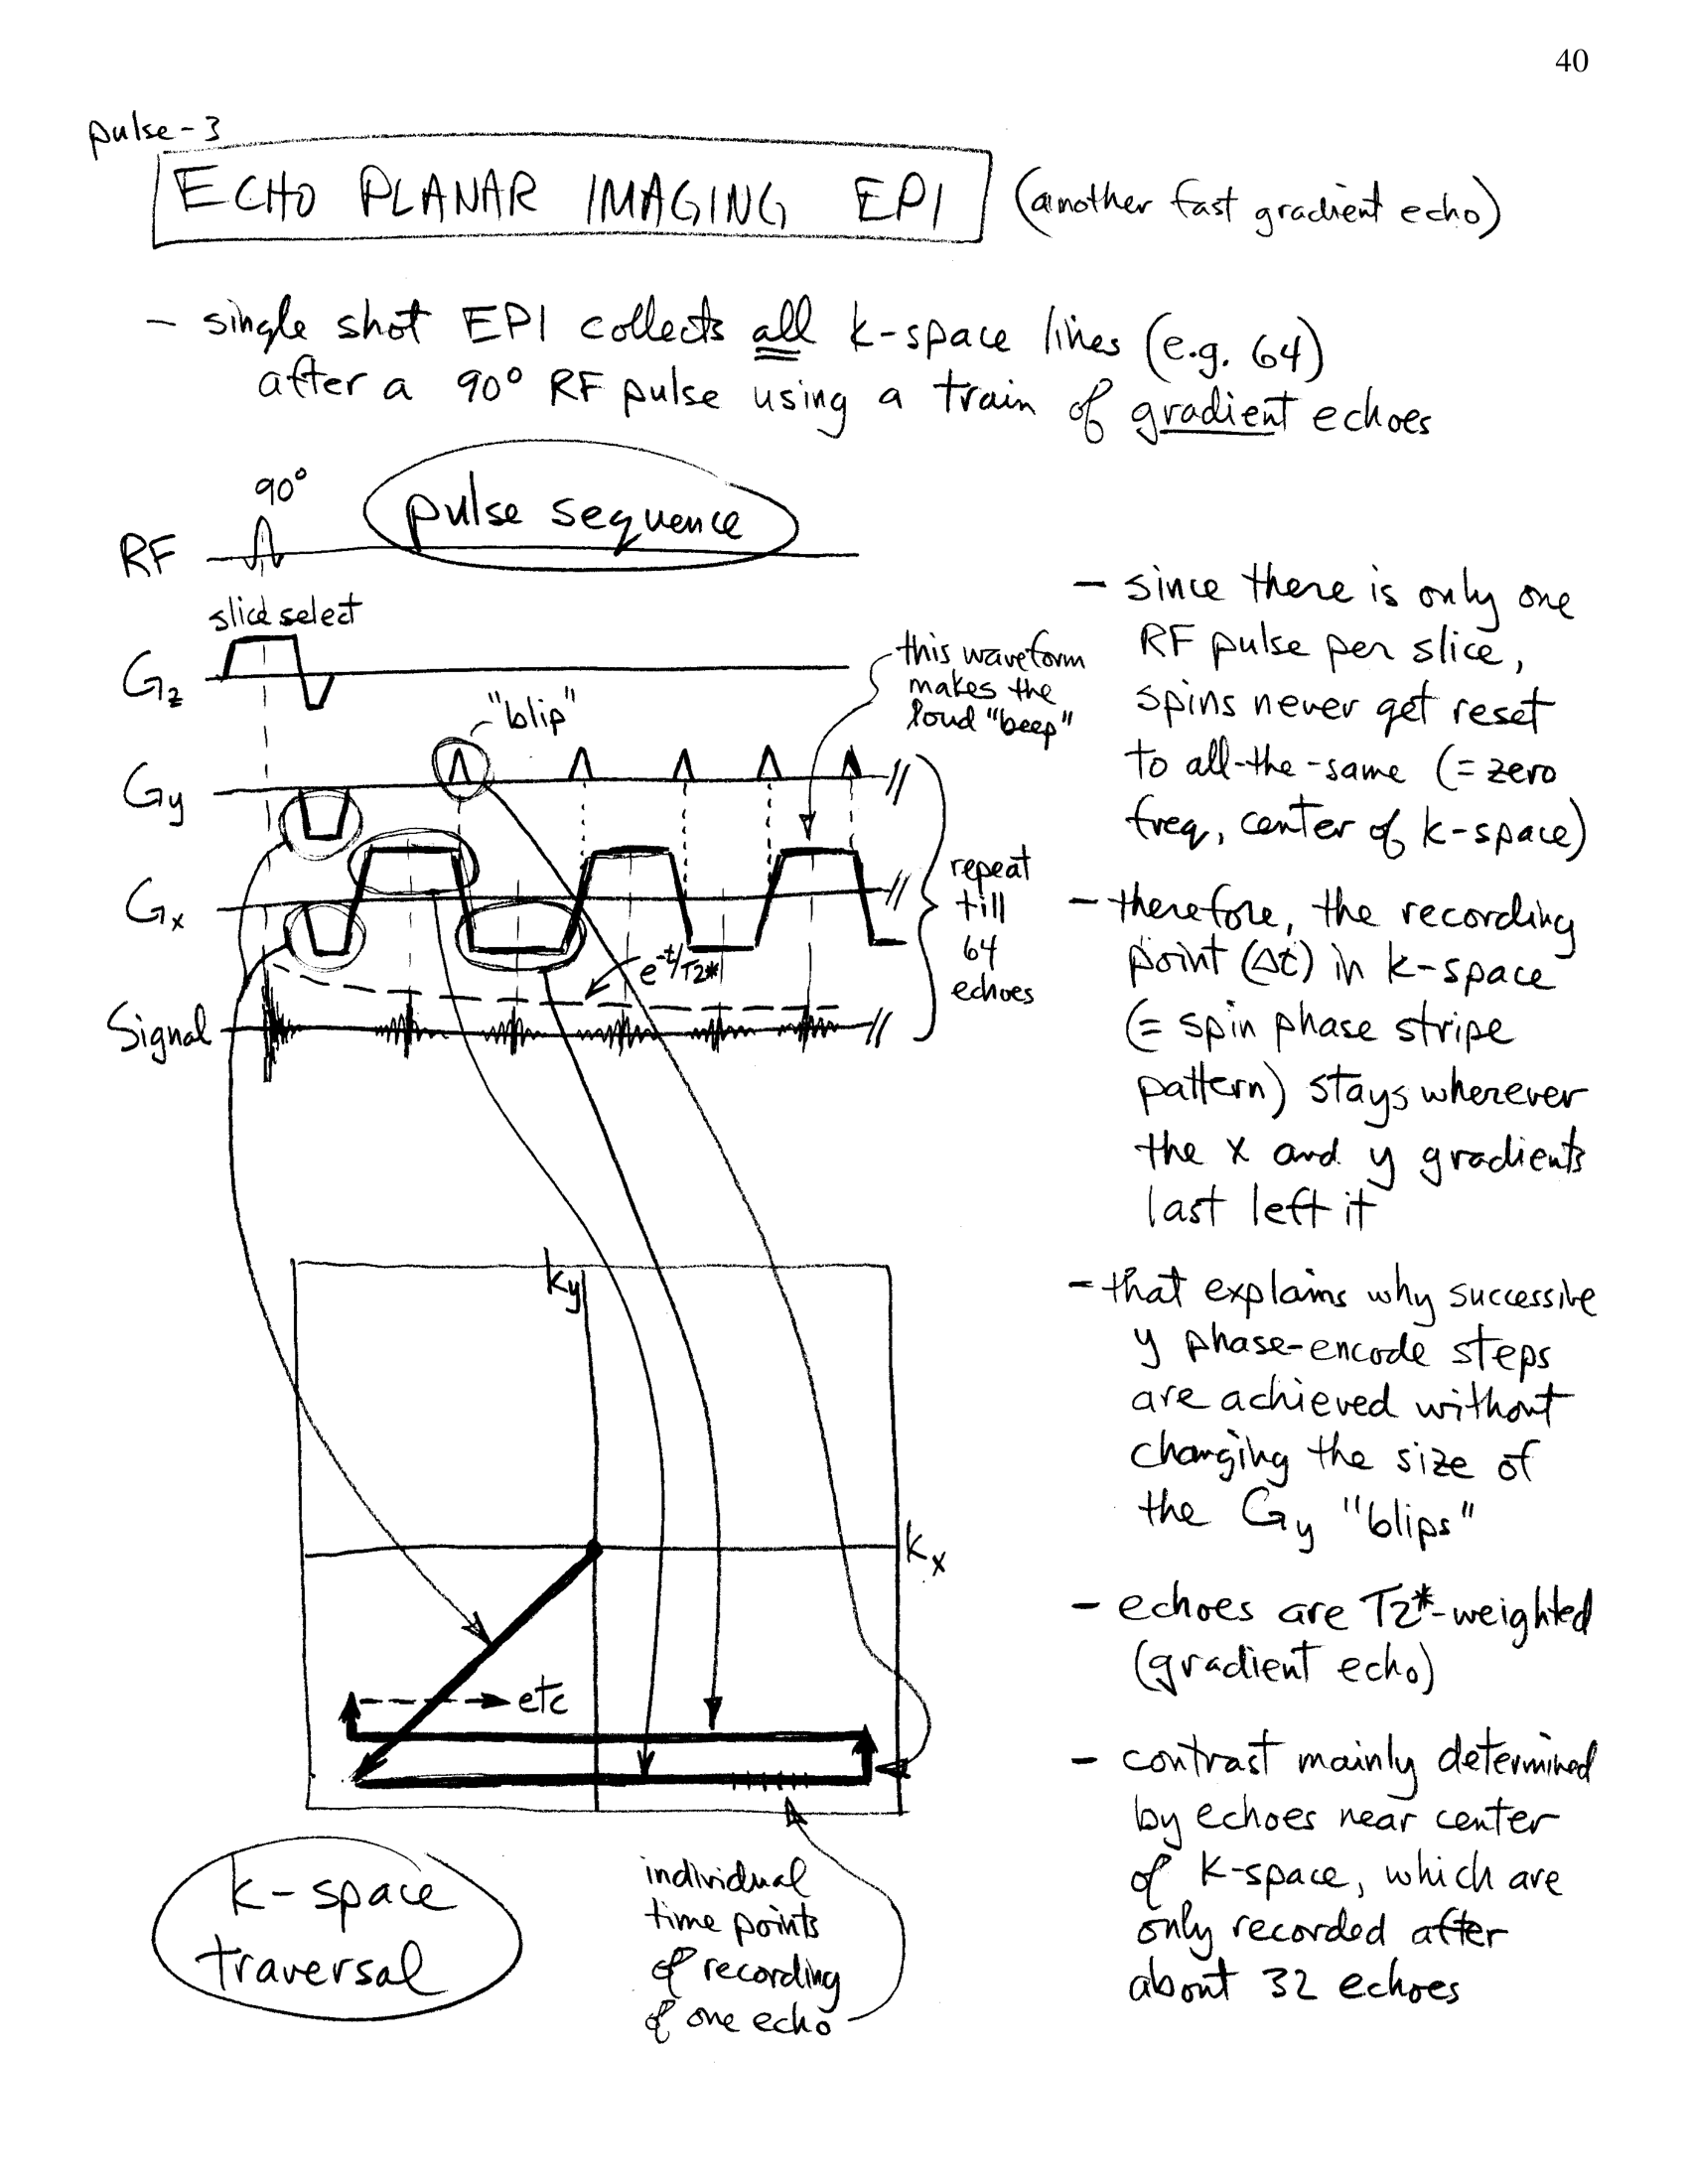 40
pulse-3
ECHO PLANAR IMAGING EPI (another fast gradient echo)
- single shot EPI collects all k-space lines (e.g. 64)
after a 90° RF pulse using a train of gradient echoes
90°
pulse sequence
RF
slice select
Gz
"blip"
this waveform
makes the
loud "beep"
Gy
Gx
repeat
till
64
echoes
e^-t/T2*
Signal
ky
kx
etc
k-space
traversal
individual
time points
of recording
of one echo
- since there is only one
RF pulse per slice,
spins never get reset
to all-the-same (= zero
freq, center of k-space)
- therefore, the recording
point (Δt) in k-space
(= spin phase stripe
pattern) stays wherever
the x and y gradients
last left it
- that explains why successive
y phase-encode steps
are achieved without
changing the size of
the Gy "blips"
- echoes are T2*-weighted
(gradient echo)
- contrast mainly determined
by echoes near center
of k-space, which are
only recorded after
about 32 echoes